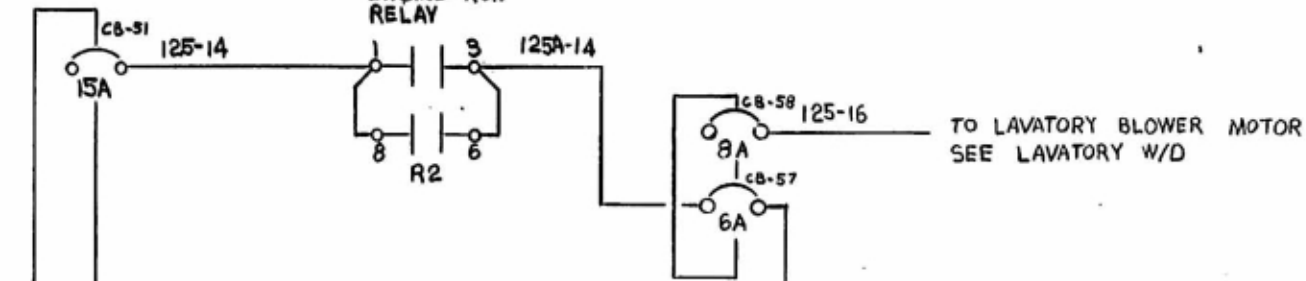 RELAY
CB-51
125-14
1
3
125A-14
15A
8
6
R2
CB-58
125-16
8A
TO LAVATORY BLOWER MOTOR
SEE LAVATORY W/D
CB-57
6A